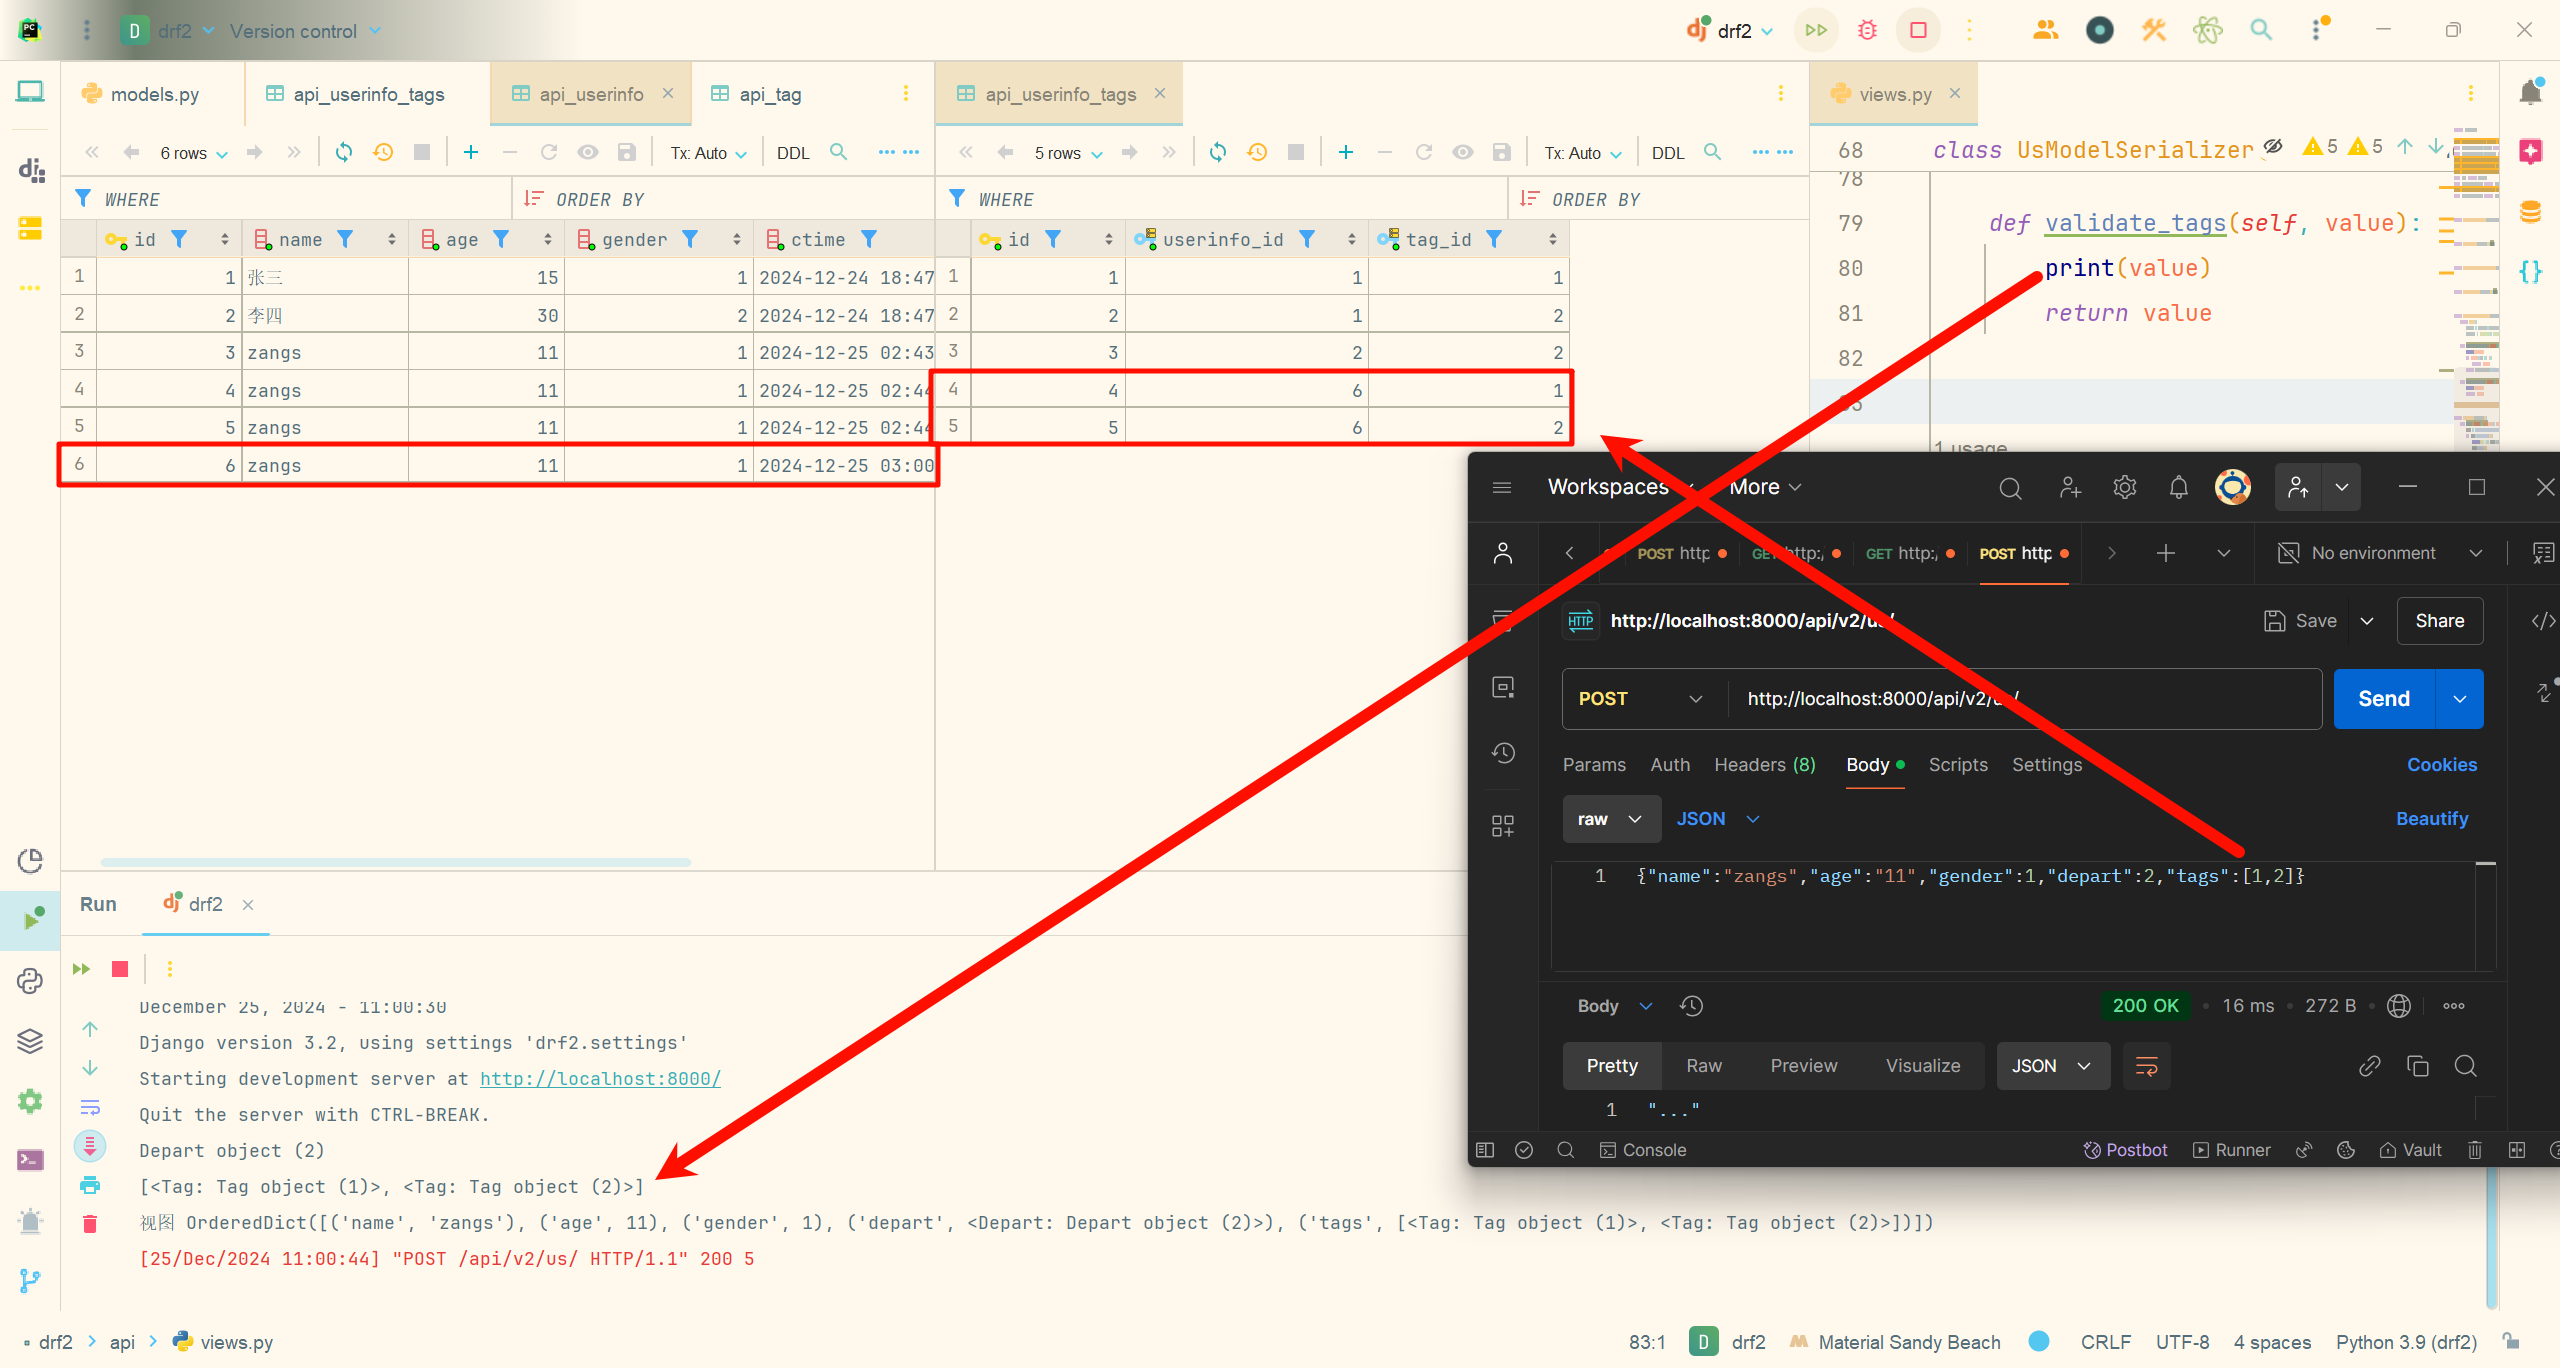 drf2 Version control drf2
models.py api_userinfo_tags api_userinfo api_tag api_userinfo_tags views.py
6 rows Tx: Auto DDL 5 rows Tx: Auto DDL
WHERE ORDER BY WHERE ORDER BY
id name age gender ctime
1 1 张三 15 1 2024-12-24 18:47
2 2 李四 30 2 2024-12-24 18:47
3 3 zangs 11 1 2024-12-25 02:43
4 4 zangs 11 1 2024-12-25 02:44
5 5 zangs 11 1 2024-12-25 02:44
6 6 zangs 11 1 2024-12-25 03:00
id userinfo_id tag_id
1 1 1 1
2 2 1 2
3 3 2 2
4 4 6 1
5 5 6 2
68 class UsModelSerializer 5 5
78
79 def validate_tags(self, value):
80 print(value)
81 return value
82
1 usage
Workspaces More
POST http GET http:/ GET http:/ POST http No environment
HTTP http://localhost:8000/api/v2/us/ Save Share
POST http://localhost:8000/api/v2/us/ Send
Params Auth Headers (8) Body Scripts Settings Cookies
raw JSON Beautify
1 {"name":"zangs","age":"11","gender":1,"depart":2,"tags":[1,2]}
Body 200 OK 16 ms 272 B
Pretty Raw Preview Visualize JSON
1 "..."
Console Postbot Runner Vault
Run drf2
December 25, 2024 - 11:00:30
Django version 3.2, using settings 'drf2.settings'
Starting development server at http://localhost:8000/
Quit the server with CTRL-BREAK.
Depart object (2)
[<Tag: Tag object (1)>, <Tag: Tag object (2)>]
视图 OrderedDict([('name', 'zangs'), ('age', 11), ('gender', 1), ('depart', <Depart: Depart object (2)>), ('tags', [<Tag: Tag object (1)>, <Tag: Tag object (2)>])])
[25/Dec/2024 11:00:44] "POST /api/v2/us/ HTTP/1.1" 200 5
drf2 api views.py 83:1 D drf2 Material Sandy Beach CRLF UTF-8 4 spaces Python 3.9 (drf2)